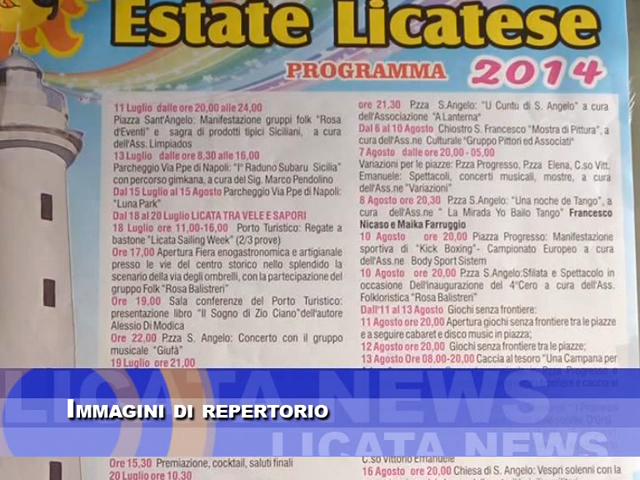 Estate Licatese
PROGRAMMA 2014
11 Luglio dalle ore 20,00 alle 24,00
Piazza Sant'Angelo: Manifestazione gruppi folk "Rosa
d'Eventi" e sagra di prodotti tipici Siciliani, a cura
dell'Ass. Limpiados
13 Luglio dalle ore 8,30 alle 16,00
Parcheggio Via Ppe di Napoli: "I° Raduno Subaru Sicilia"
con percorso gimkana, a cura del Sig. Marco Pendolino
Dal 15 Luglio al 15 Agosto Parcheggio Via Ppe di Napoli:
"Luna Park"
Dal 18 al 20 Luglio LICATA TRA VELE E SAPORI
18 Luglio ore 11,00-16,00 Porto Turistico: Regate a
bastone "Licata Sailing Week" (2/3 prove)
Ore 17,00 Apertura Fiera enogastronomica e artigianale
presso le vie del centro storico nello splendido la
scenario della via degli ombrelli, con la partecipazione del
gruppo Folk "Rosa Balistreri"
Ore 19,00 Sala conferenze del Porto Turistico:
presentazione libro "Il Sogno di Zio Ciano"dell'autore
Alessio Di Modica
Ore 22,00 P.zza S. Angelo: Concerto con il gruppo
musicale "Giufà"
19 Luglio ore 21,00
Ore 15,30 Premiazione, cocktail, saluti finali
20 Luglio ore 10,30
ore 21,30 P.zza S.Angelo: "U Cuntu di S. Angelo" a cura
dell'Associazione "A Lanterna"
Dal 6 al 10 Agosto Chiostro S. Francesco "Mostra di Pittura", a
cura dell'Ass.ne Culturale "Gruppo Pittori ed Associati"
7 Agosto dalle ore 20,00 - 05,00
Variazioni per le piazze: P.zza Progresso, P.zza Elena, C.so Vitt.
Emanuele: Spettacoli, concerti musicali, mostre, a cura
dell'Ass.ne "Variazioni"
8 Agosto ore 20,30 P.zza S.Angelo: "Una noche de Tango", a
cura dell'Ass.ne " La Mirada Yo Bailo Tango" Francesco
Nicaso e Maika Farruggio
10 Agosto ore 20,00 Piazza Progresso: Manifestazione
sportiva di "Kick Boxing"- Campionato Europeo a cura
dell'Ass.ne Body Sport Sistem
10 Agosto ore 20,00 P.zza S.Angelo:Sfilata e Spettacolo in
occasione Dell'inaugurazione del 4°Cero a cura dell'Ass.
Folkloristica "Rosa Balistreri"
Dall'11 al 13 Agosto Giochi senza frontiere:
11 Agosto ore 20,00 Apertura giochi senza frontiere tra le piazze
e a seguire cabaret e disco music in piazza;
12 Agosto ore 20,00 Giochi senza frontiere tra le piazze;
13 Agosto Ore 08,00-20,00 Caccia al tesoro "Una Campana per
C.so Vittorio Emanuele
16 Agosto ore 20,00 Chiesa di S. Angelo: Vespri solenni con la
LICATA NEWS
Immagini di repertorio
LICATA NEWS